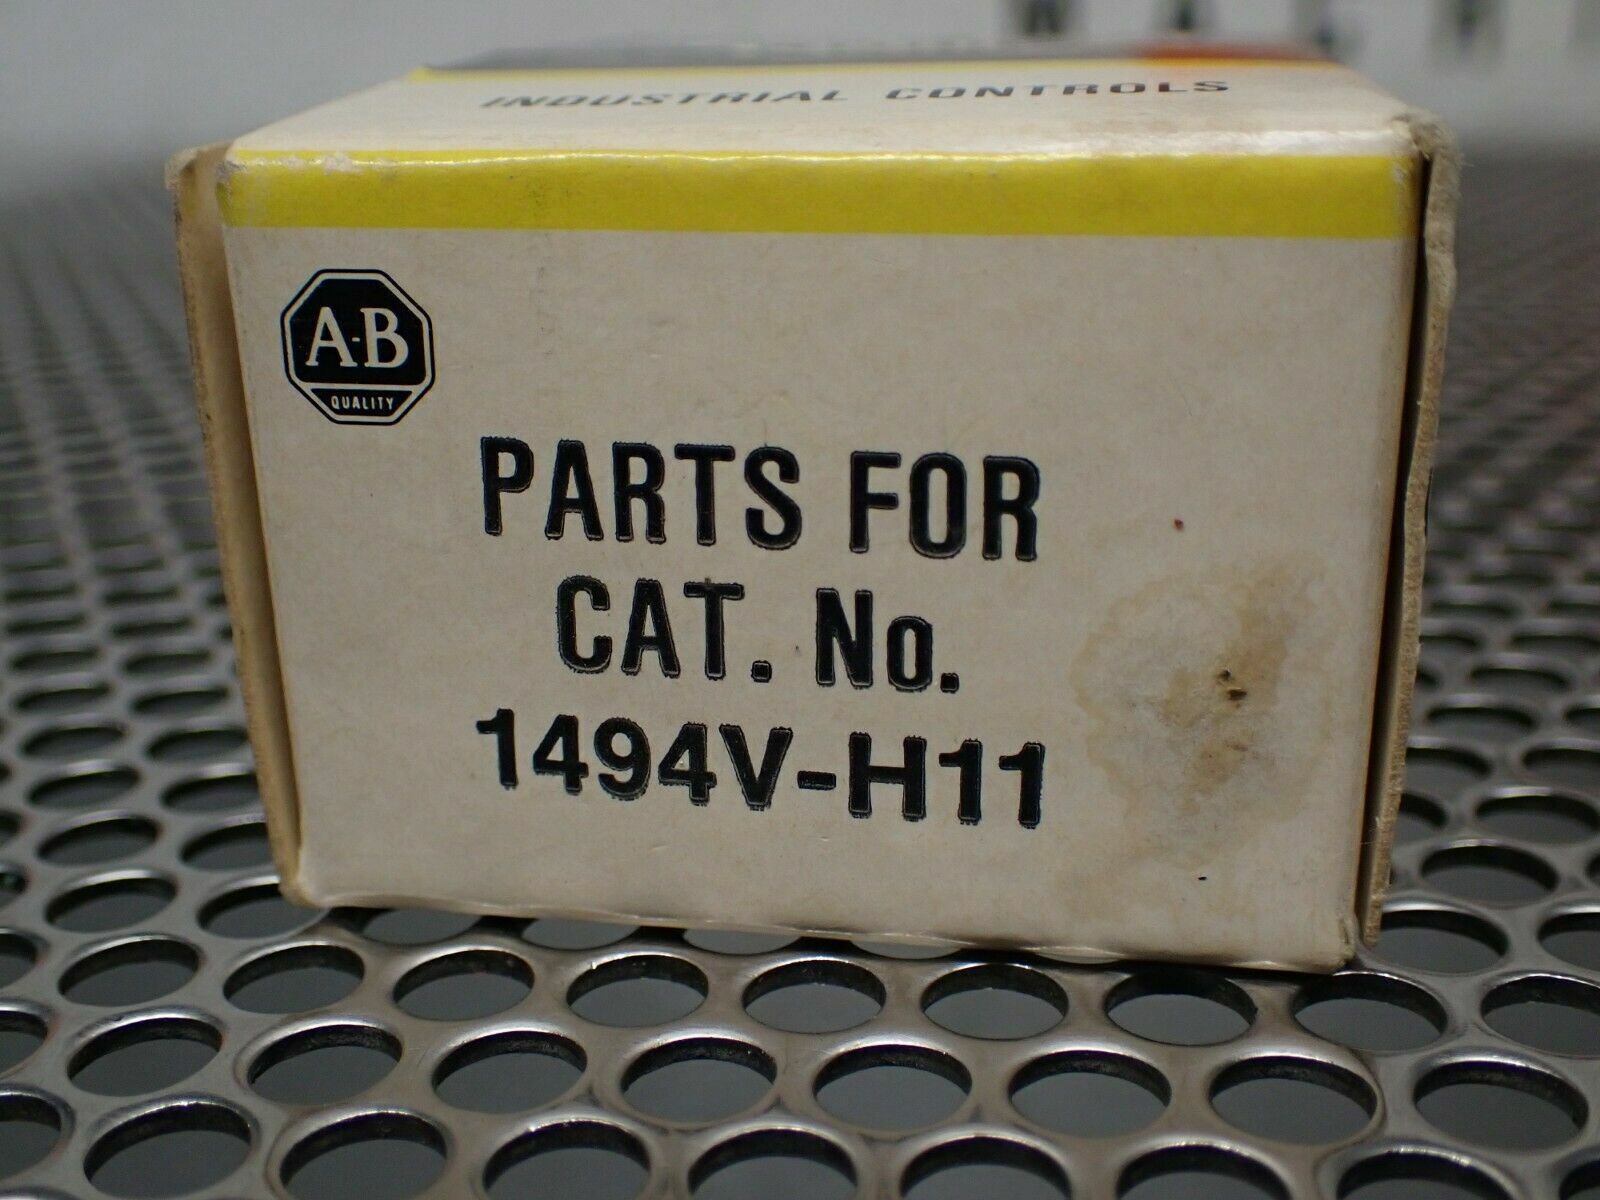 INDUSTRIAL CONTROLS
A-B
QUALITY
PARTS FOR
CAT. No.
1494V-H11